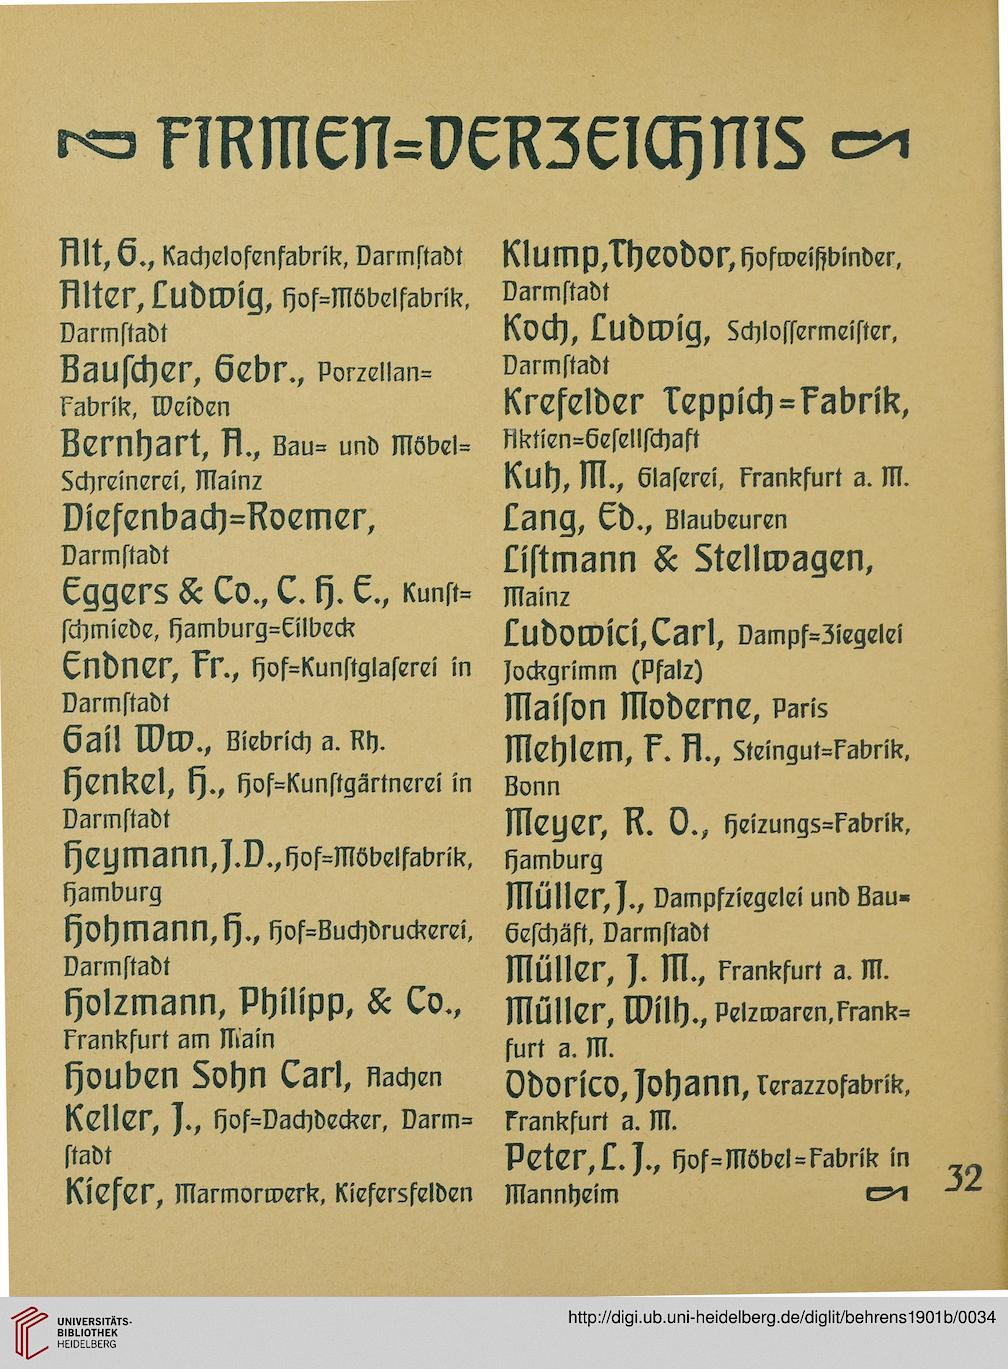 FIRMEN=VERZEICHNIS
Alt, G., Kachelofenfabrik, Darmſtadt
Alter, Ludwig, Hof=Möbelfabrik,
Darmſtadt
Bauſcher, Gebr., Porzellan=
Fabrik, Weiden
Bernhart, A., Bau= und Möbel=
Schreinerei, Mainz
Diefenbach=Roemer,
Darmſtadt
Eggers & Co., C. H. E., Kunſt=
ſchmiede, Hamburg=Eilbeck
Endner, Fr., Hof=Kunſtglaſerei in
Darmſtadt
Gail Ww., Biebrich a. Rh.
Henkel, H., Hof=Kunſtgärtnerei in
Darmſtadt
Heymann, J.D., Hof=Möbelfabrik,
Hamburg
Hohmann, H., Hof=Buchdruckerei,
Darmſtadt
Holzmann, Philipp, & Co.,
Frankfurt am Main
Houben Sohn Carl, Aachen
Keller, J., Hof=Dachdecker, Darm=
ſtadt
Kiefer, Marmorwerk, Kiefersfelden
Klump, Theodor, Hofweißbinder,
Darmſtadt
Koch, Ludwig, Schloſſermeiſter,
Darmſtadt
Krefelder Teppich=Fabrik,
Aktien=Geſellſchaft
Kuh, M., Glaſerei, Frankfurt a. M.
Lang, Ed., Blaubeuren
Liſtmann & Stellwagen,
Mainz
Ludowici, Carl, Dampf=Ziegelei
Jockgrimm (Pfalz)
Maiſon Moderne, Paris
Mehlem, F. A., Steingut=Fabrik,
Bonn
Meyer, R. O., Heizungs=Fabrik,
Hamburg
Müller, J., Dampfziegelei und Bau=
Geſchäft, Darmſtadt
Müller, J. M., Frankfurt a. M.
Müller, Wilh., Pelzwaren, Frank=
furt a. M.
Odorico, Johann, Terazzofabrik,
Frankfurt a. M.
Peter, L. J., Hof=Möbel=Fabrik in
Mannheim
32
UNIVERSITÄTS-
BIBLIOTHEK
HEIDELBERG
http://digi.ub.uni-heidelberg.de/diglit/behrens1901b/0034